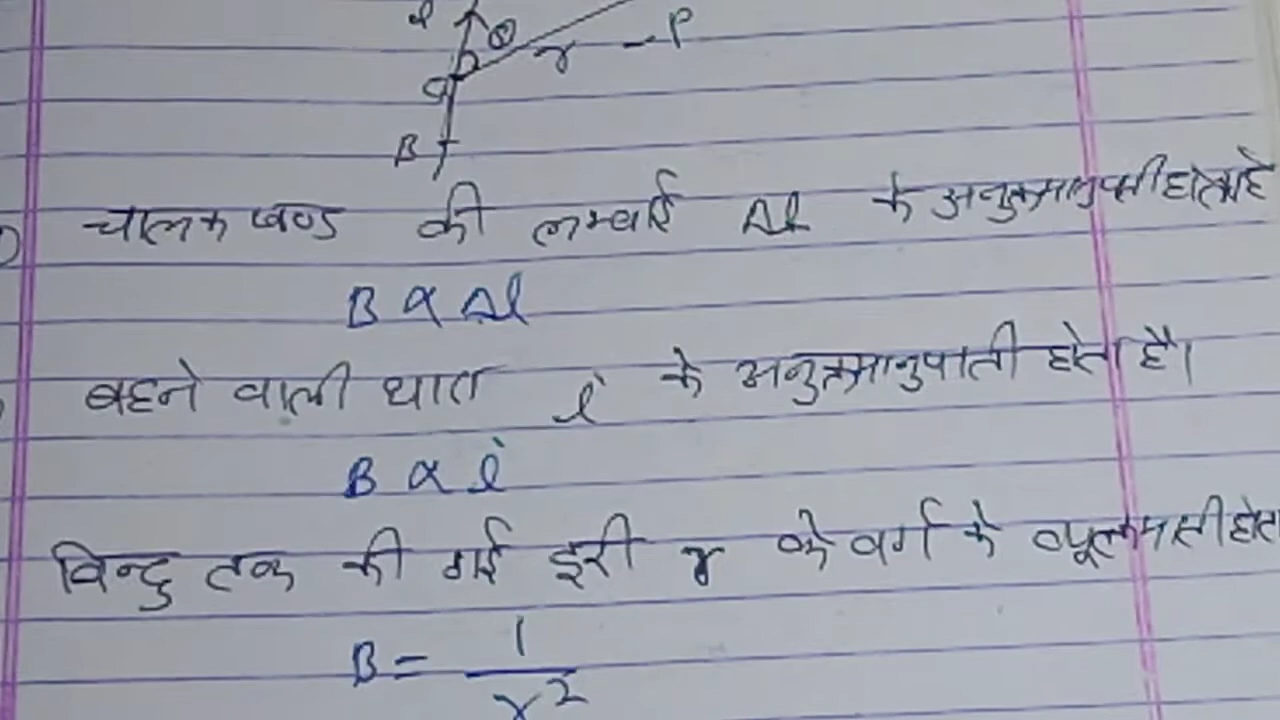 θ
r - P
B
चालक खण्ड की लम्बाई Δl के अनुक्रमानुपाती होता है
B α Δl
बहने वाली धारा i के अनुक्रमानुपाती होता है।
B α i
बिन्दु तक की गई दूरी r के वर्ग के व्युत्क्रमा ती होता
B = 1
r²